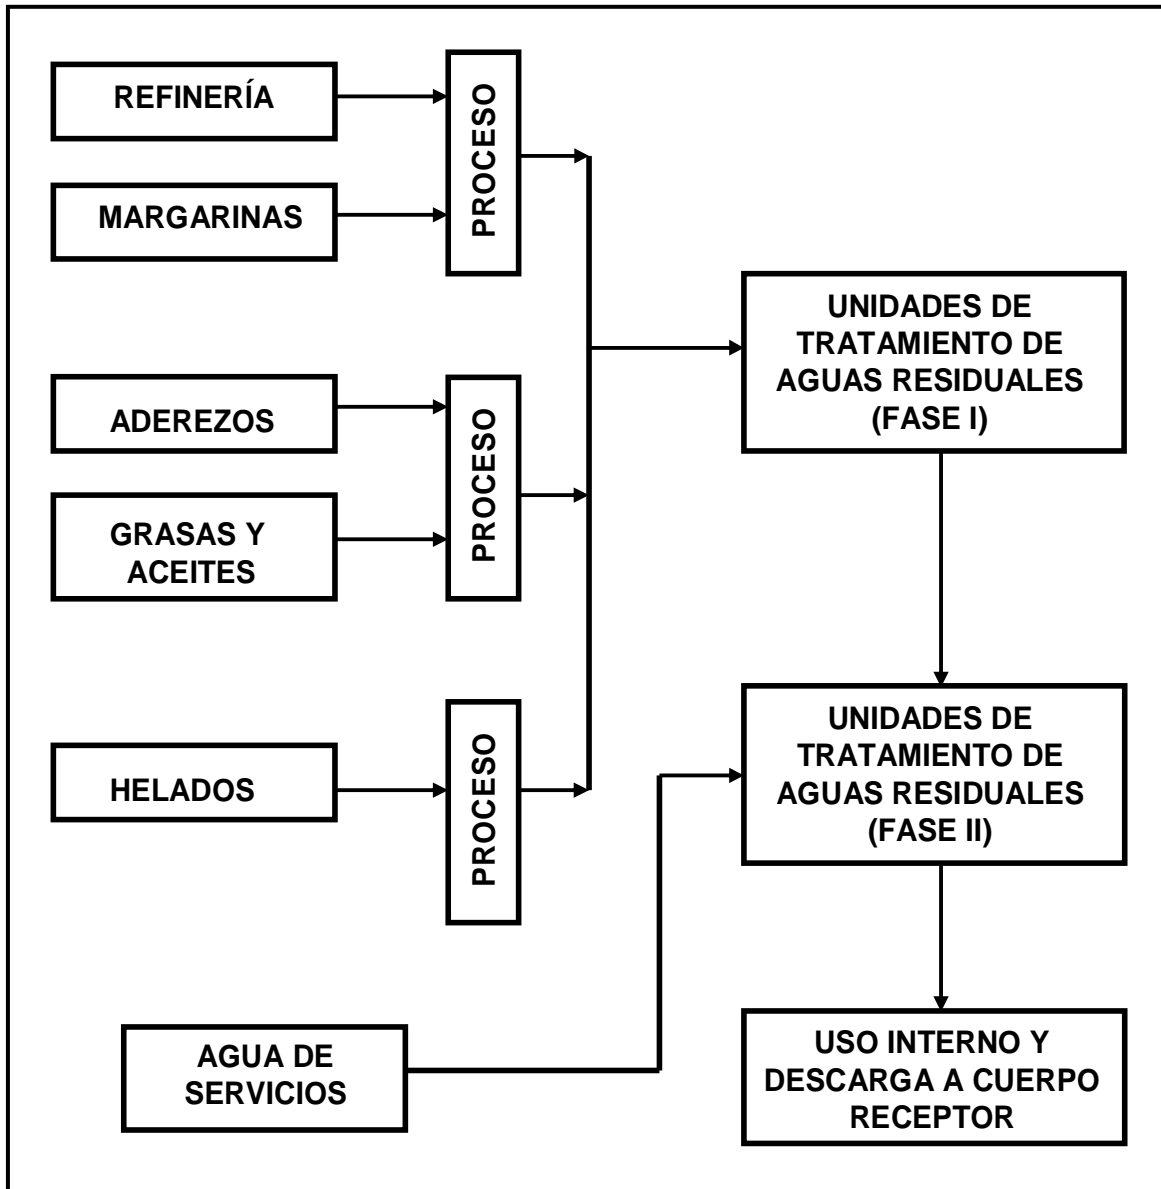 REFINERÍA
MARGARINAS
PROCESO
ADEREZOS
GRASAS Y
ACEITES
PROCESO
HELADOS
PROCESO
AGUA DE
SERVICIOS
UNIDADES DE
TRATAMIENTO DE
AGUAS RESIDUALES
(FASE I)
UNIDADES DE
TRATAMIENTO DE
AGUAS RESIDUALES
(FASE II)
USO INTERNO Y
DESCARGA A CUERPO
RECEPTOR